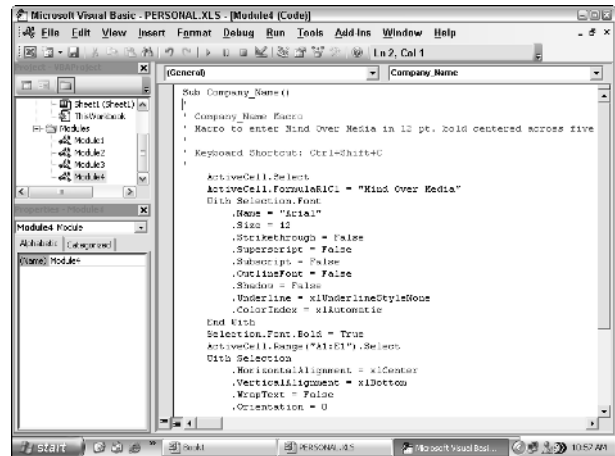 Microsoft Visual Basic - PERSONAL.XLS - [Module4 (Code)]
File Edit View Insert Format Debug Run Tools Add-Ins Window Help
Ln 2, Col 1
Project - VBAProject
(General) Company_Name
Sheet1 (Sheet1)
ThisWorkbook
Modules
Module1
Module2
Module3
Module4
Properties - Module4
Module4 Module
Alphabetic Categorized
(Name) Module4
Sub Company_Name()
'
' Company_Name Macro
' Macro to enter Mind Over Media in 12 pt. bold centered across five
'
' Keyboard Shortcut: Ctrl+Shift+C
'
ActiveCell.Select
ActiveCell.FormulaR1C1 = "Mind Over Media"
With Selection.Font
.Name = "Arial"
.Size = 12
.Strikethrough = False
.Superscript = False
.Subscript = False
.OutlineFont = False
.Shadow = False
.Underline = xlUnderlineStyleNone
.ColorIndex = xlAutomatic
End With
Selection.Font.Bold = True
ActiveCell.Range("A1:E1").Select
With Selection
.HorizontalAlignment = xlCenter
.VerticalAlignment = xlBottom
.WrapText = False
.Orientation = 0
start Book1 PERSONAL.XLS Microsoft Visual Basi... 10:57 AM